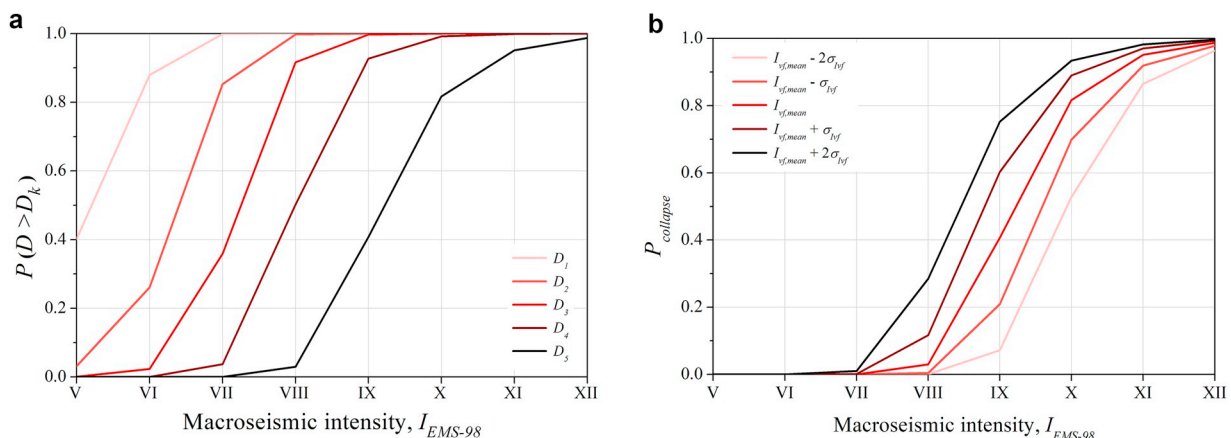 a
P (D >D_k)
1.0
0.8
0.6
0.4
0.2
0.0
D_1
D_2
D_3
D_4
D_5
V VI VII VIII IX X XI XII
Macroseismic intensity, I_EMS-98
b
P_collapse
1.0
0.8
0.6
0.4
0.2
0.0
I_vf,mean - 2σ_Ivf
I_vf,mean - σ_Ivf
I_vf,mean
I_vf,mean + σ_Ivf
I_vf,mean + 2σ_Ivf
V VI VII VIII IX X XI XII
Macroseismic intensity, I_EMS-98